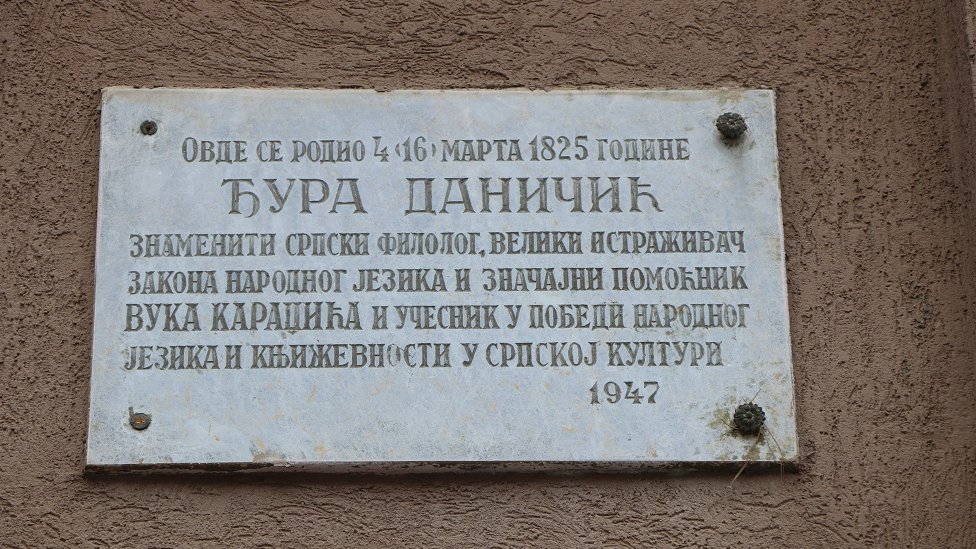 ОВДЕ СЕ РОДИО 4 (16) МАРТА 1825 ГОДИНЕ
ЂУРА ДАНИЧИЋ
ЗНАМЕНИТИ СРПСКИ ФИЛОЛОГ, ВЕЛИКИ ИСТРАЖИВАЧ
ЗАКОНА НАРОДНОГ ЈЕЗИКА И ЗНАЧАЈНИ ПОМОЋНИК
ВУКА КАРАЏИЋА И УЧЕСНИК У ПОБЕДИ НАРОДНОГ
ЈЕЗИКА И КЊИЖЕВНОСТИ У СРПСКОЈ КУЛТУРИ
1947